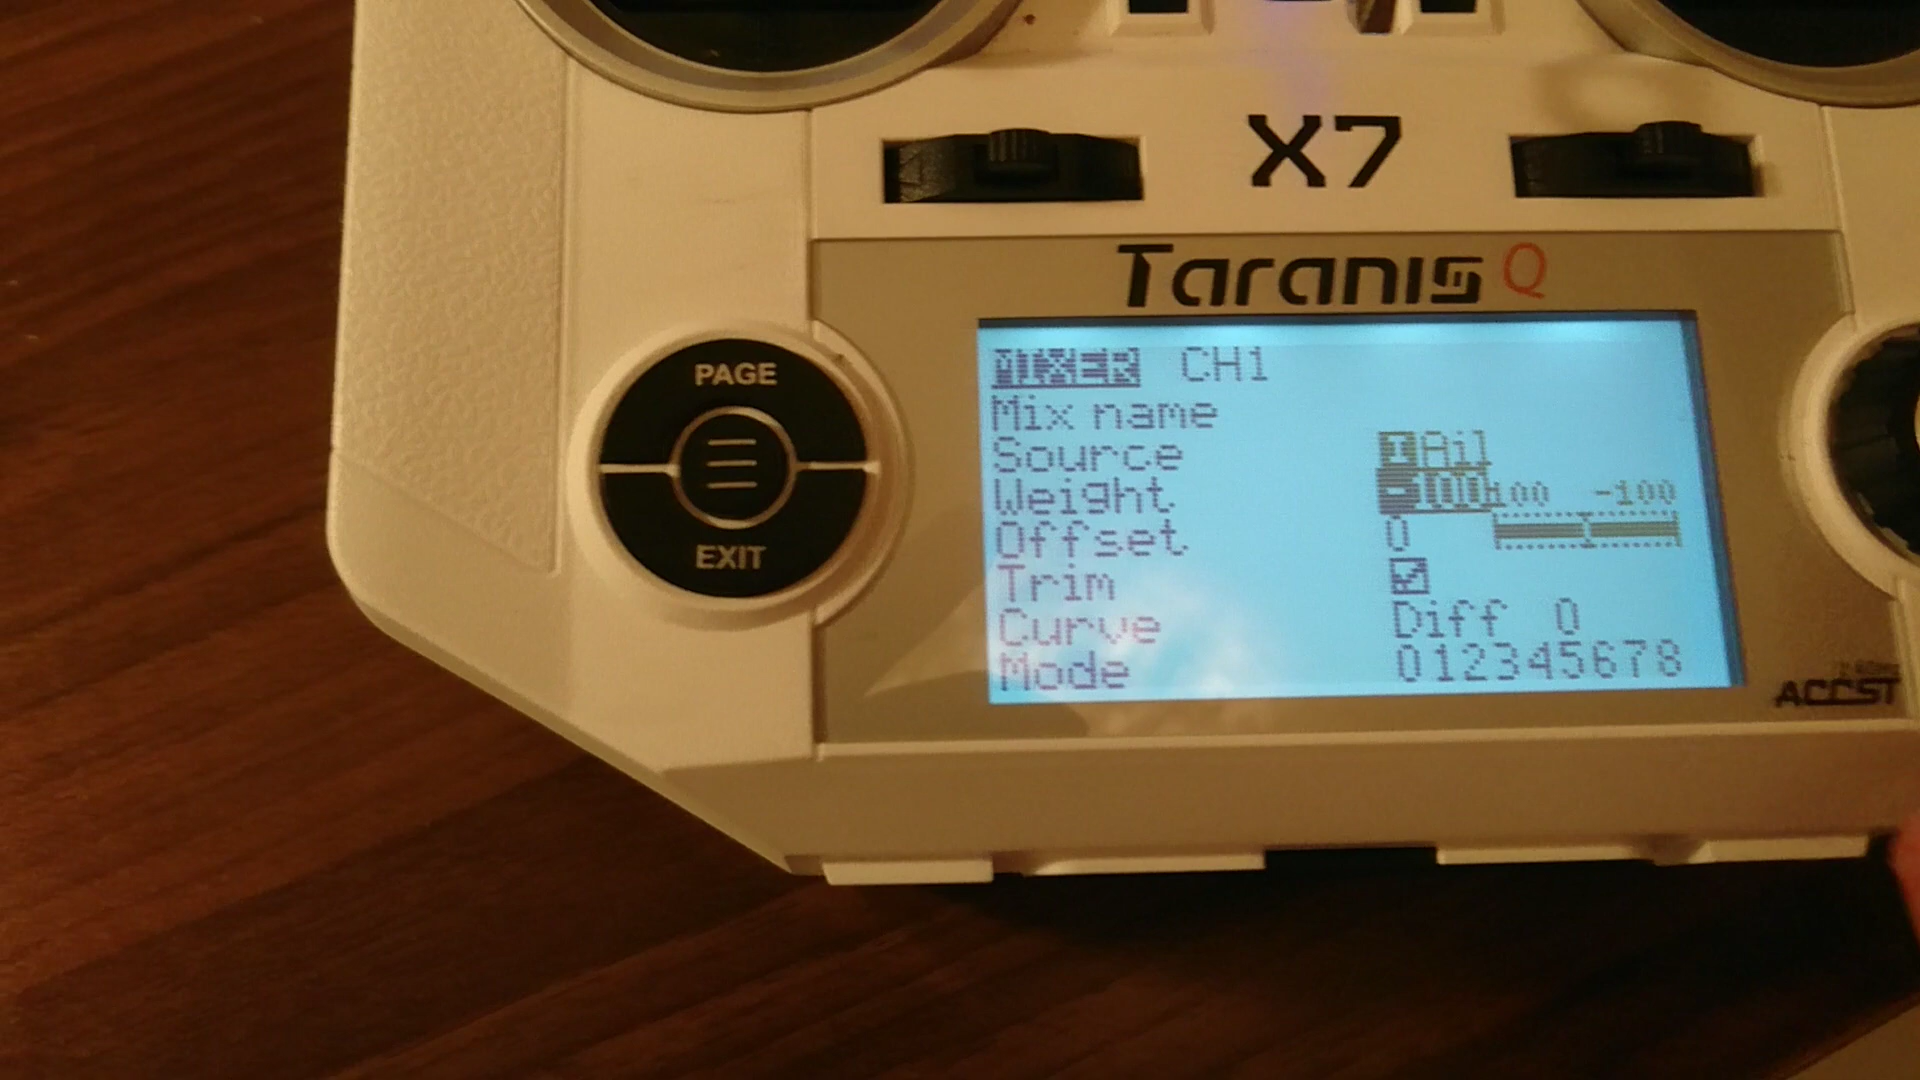 X7
Taranis Q
PAGE
EXIT
MIXER CH1
Mix name
Source Ail
Weight -100 100 -100
Offset 0
Trim
Curve Diff 0
Mode 012345678
ACCST